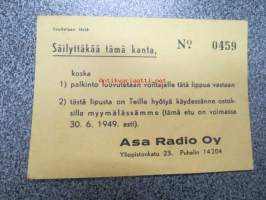 Säilyttäkää tämä kanta,
No 0459
koska
1) palkinto luovutetaan voittajalle tätä lippua vastaan
2) tästä lipusta on Teille hyötyä käydessänne ostok-
silla myymälässämme (tämä etu on voimassa
30. 6. 1949. asti).
Asa Radio Oy
Yliopistonkatu 23. Puhelin 14204